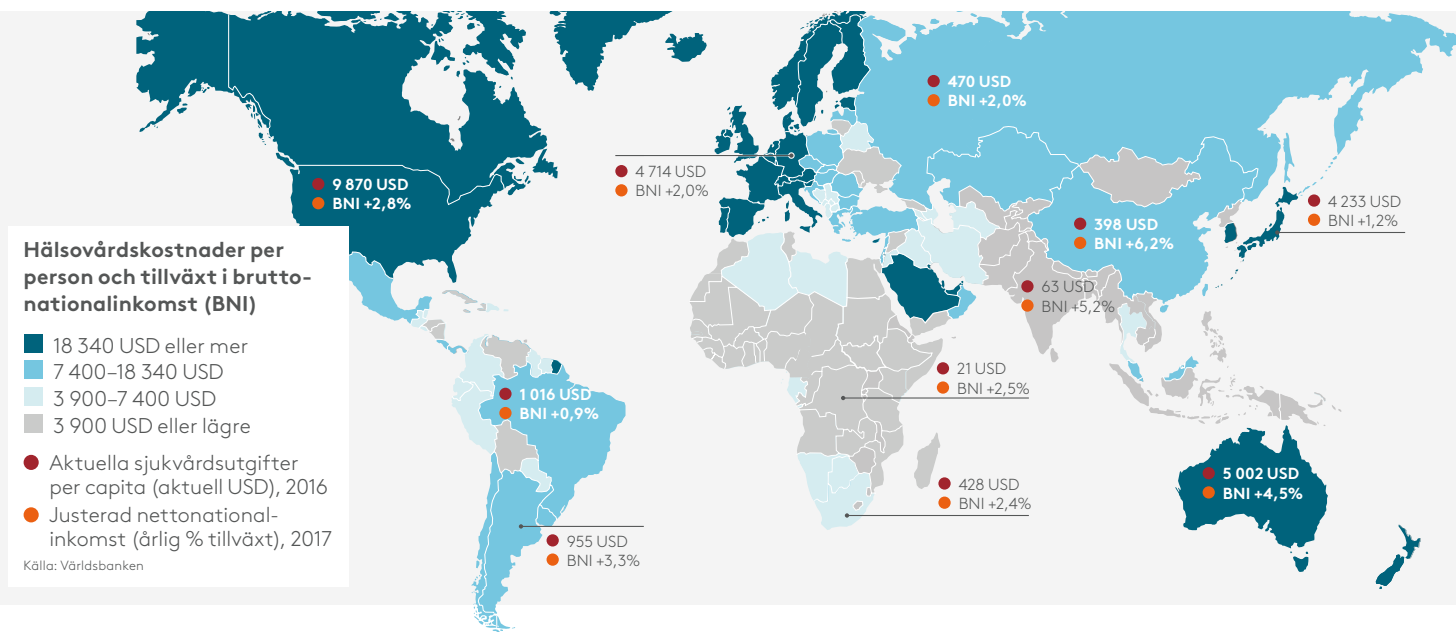 470 USD
BNI +2,0%
4 714 USD
BNI +2,0%
9 870 USD
BNI +2,8%
4 233 USD
BNI +1,2%
398 USD
BNI +6,2%
63 USD
BNI +5,2%
Hälsovårdskostnader per
person och tillväxt i brutto-
nationalinkomst (BNI)
18 340 USD eller mer
7 400–18 340 USD
3 900–7 400 USD
3 900 USD eller lägre
Aktuella sjukvårdsutgifter
per capita (aktuell USD), 2016
Justerad nettonational-
inkomst (årlig % tillväxt), 2017
Källa: Världsbanken
21 USD
BNI +2,5%
1 016 USD
BNI +0,9%
5 002 USD
BNI +4,5%
428 USD
BNI +2,4%
955 USD
BNI +3,3%